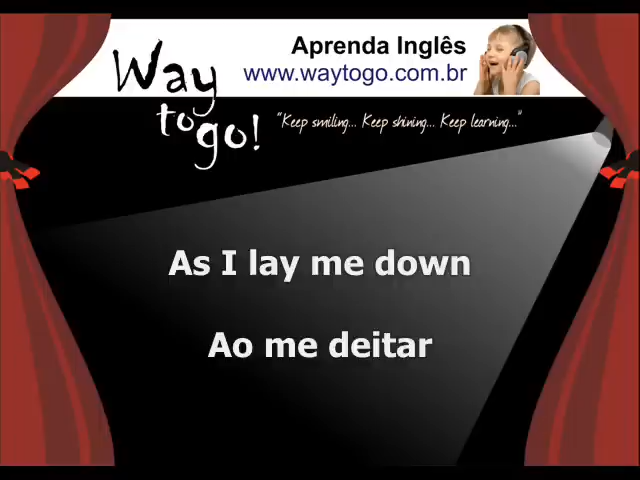 Way
to go!
Aprenda Inglês
www.waytogo.com.br
"Keep smiling... Keep shining... Keep learning..."
As I lay me down
Ao me deitar